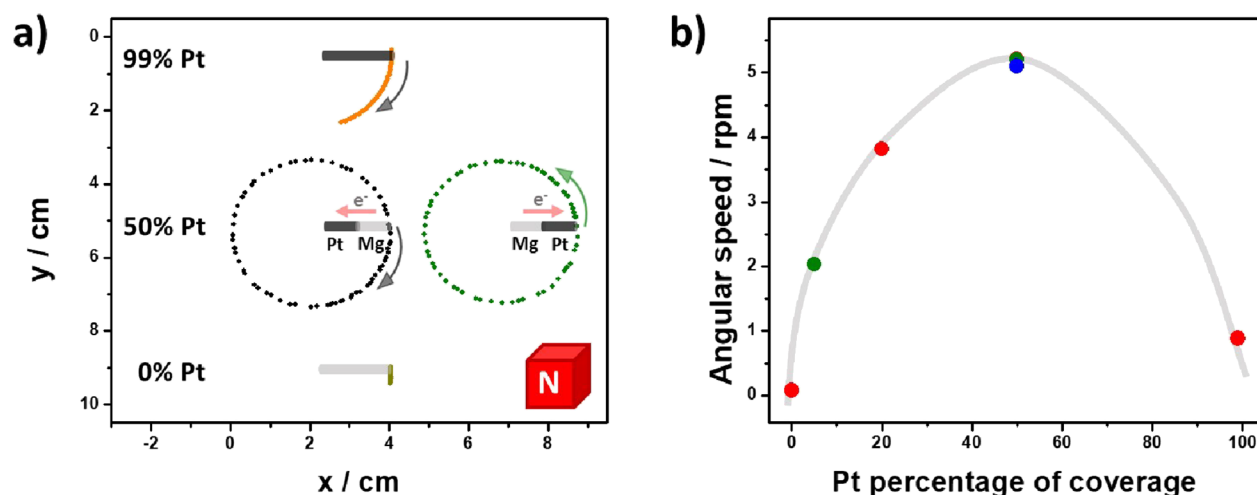 a)
99% Pt
50% Pt
0% Pt
e-
Pt Mg
e-
Mg Pt
N
0
2
4
6
8
10
y / cm
-2 0 2 4 6 8
x / cm
b)
5
4
3
2
1
0
Angular speed / rpm
0 20 40 60 80 100
Pt percentage of coverage